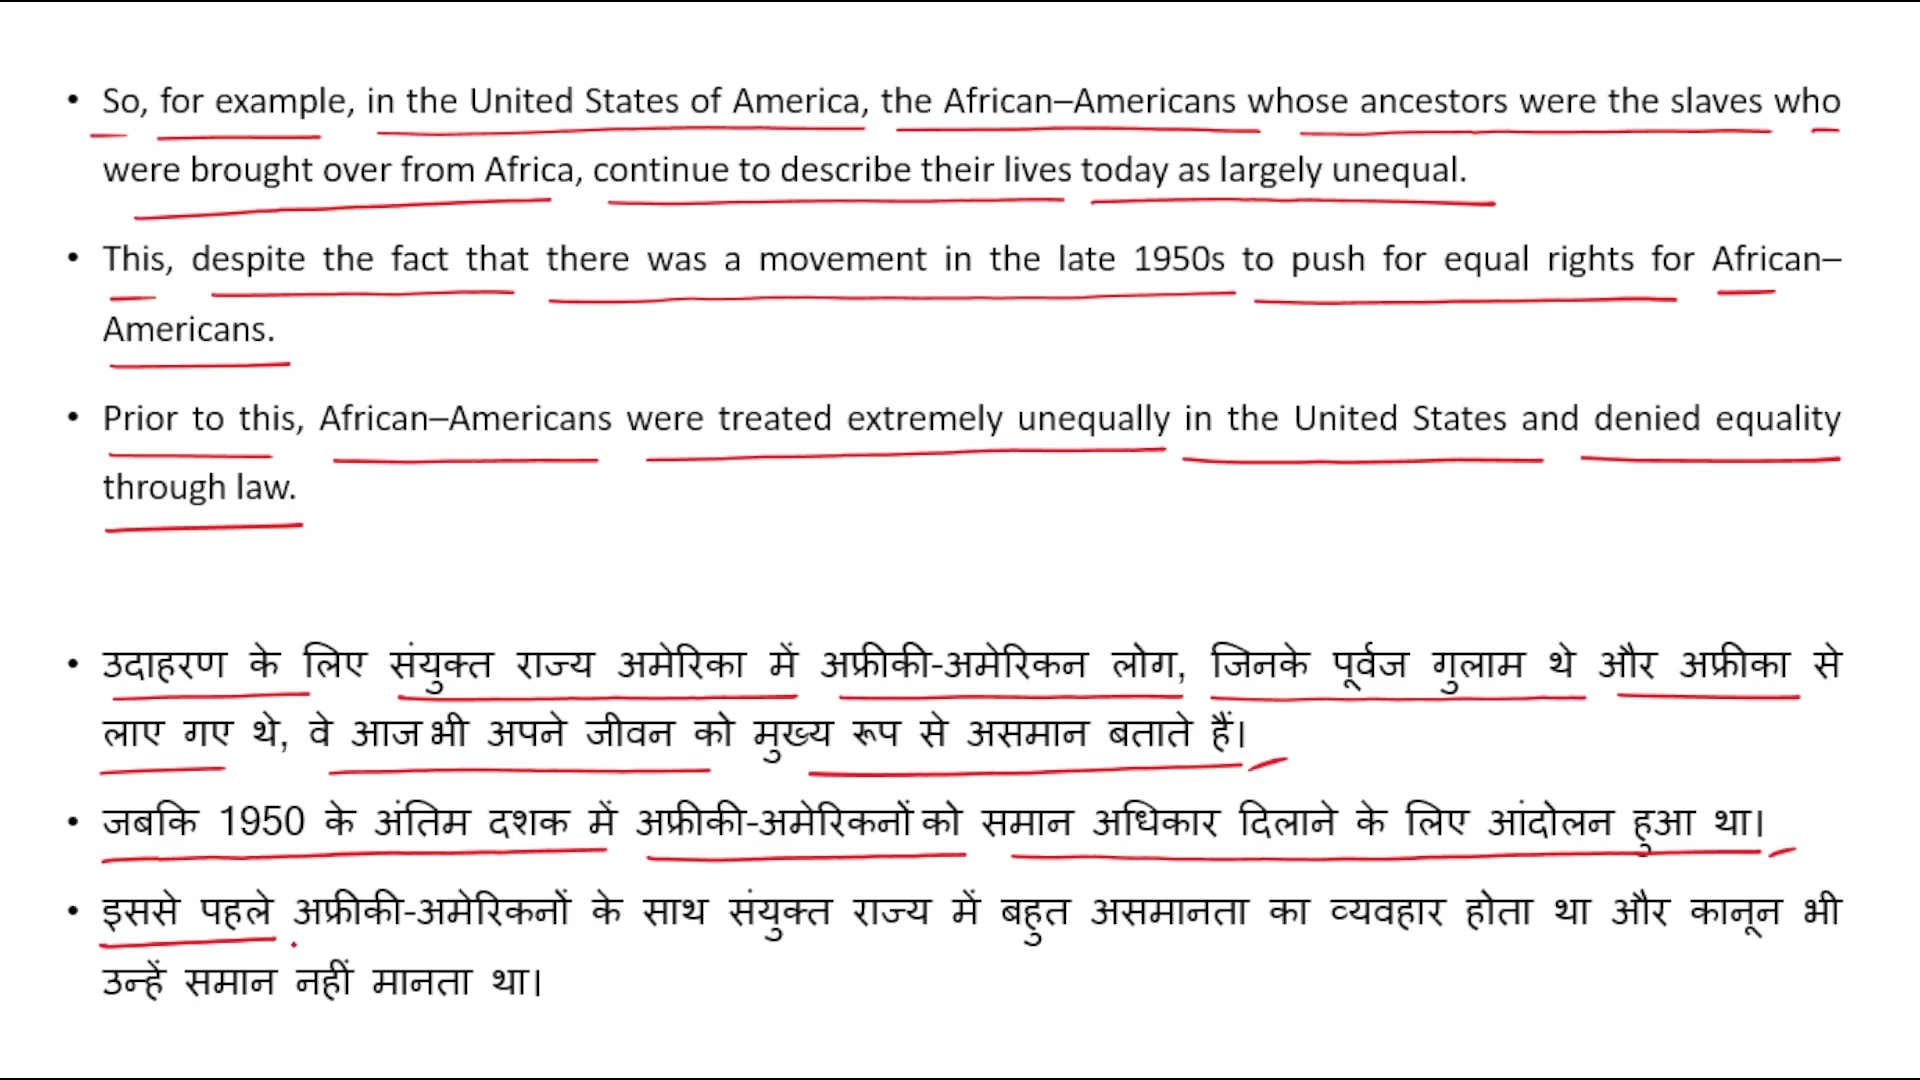 • So, for example, in the United States of America, the African–Americans whose ancestors were the slaves who
were brought over from Africa, continue to describe their lives today as largely unequal.
• This, despite the fact that there was a movement in the late 1950s to push for equal rights for African–
Americans.
• Prior to this, African–Americans were treated extremely unequally in the United States and denied equality
through law.
• उदाहरण के लिए संयुक्त राज्य अमेरिका में अफ्रीकी-अमेरिकन लोग, जिनके पूर्वज गुलाम थे और अफ्रीका से
लाए गए थे, वे आज भी अपने जीवन को मुख्य रूप से असमान बताते हैं।
• जबकि 1950 के अंतिम दशक में अफ्रीकी-अमेरिकनों को समान अधिकार दिलाने के लिए आंदोलन हुआ था।
• इससे पहले अफ्रीकी-अमेरिकनों के साथ संयुक्त राज्य में बहुत असमानता का व्यवहार होता था और कानून भी
उन्हें समान नहीं मानता था।